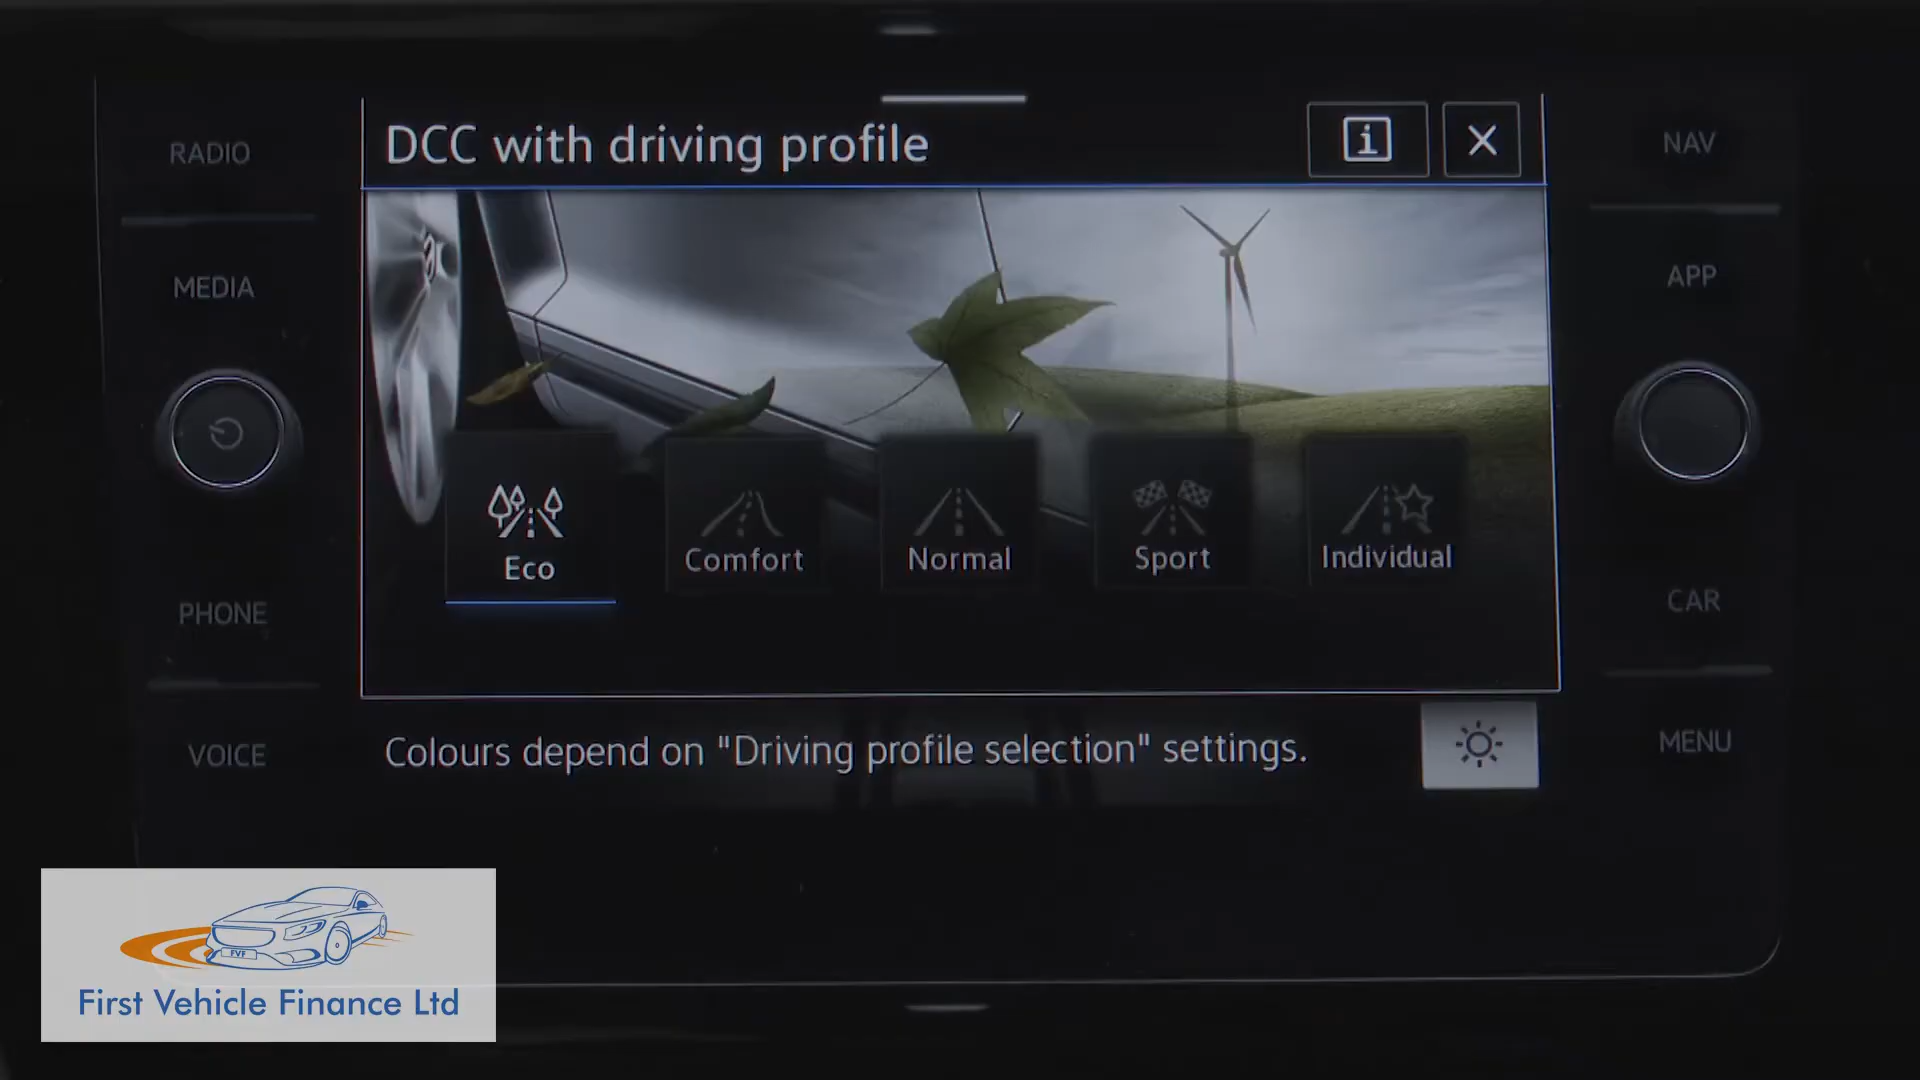 DCC with driving profile
i
RADIO
NAV
MEDIA
APP
Eco
Comfort
Normal
Sport
Individual
PHONE
CAR
VOICE
Colours depend on "Driving profile selection" settings.
MENU
FVF
First Vehicle Finance Ltd